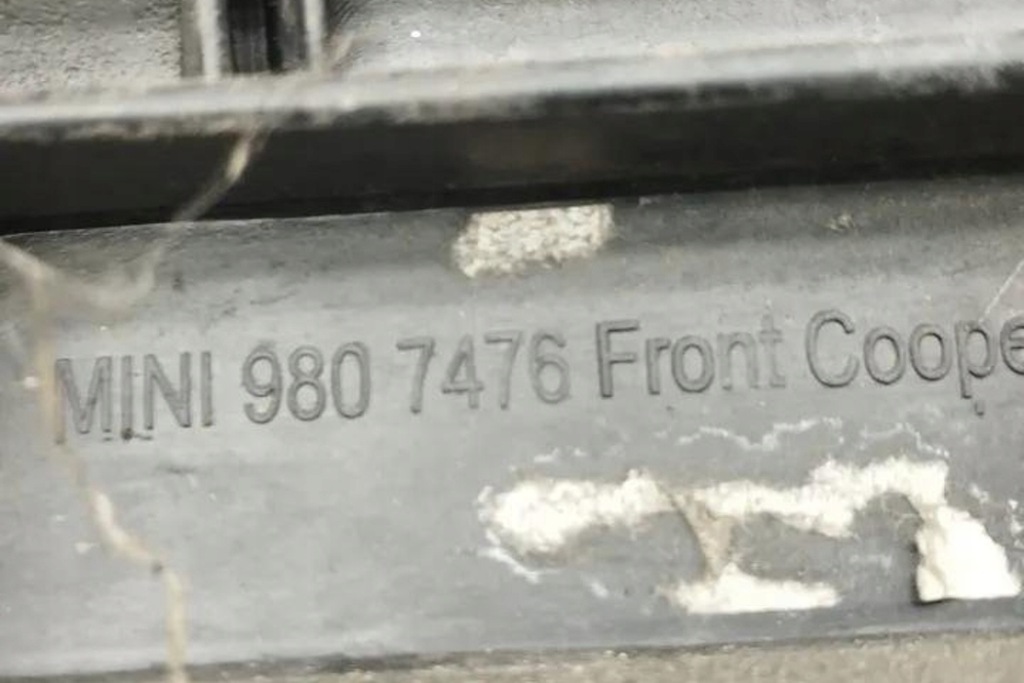 MINI 980 7476 Front Coope